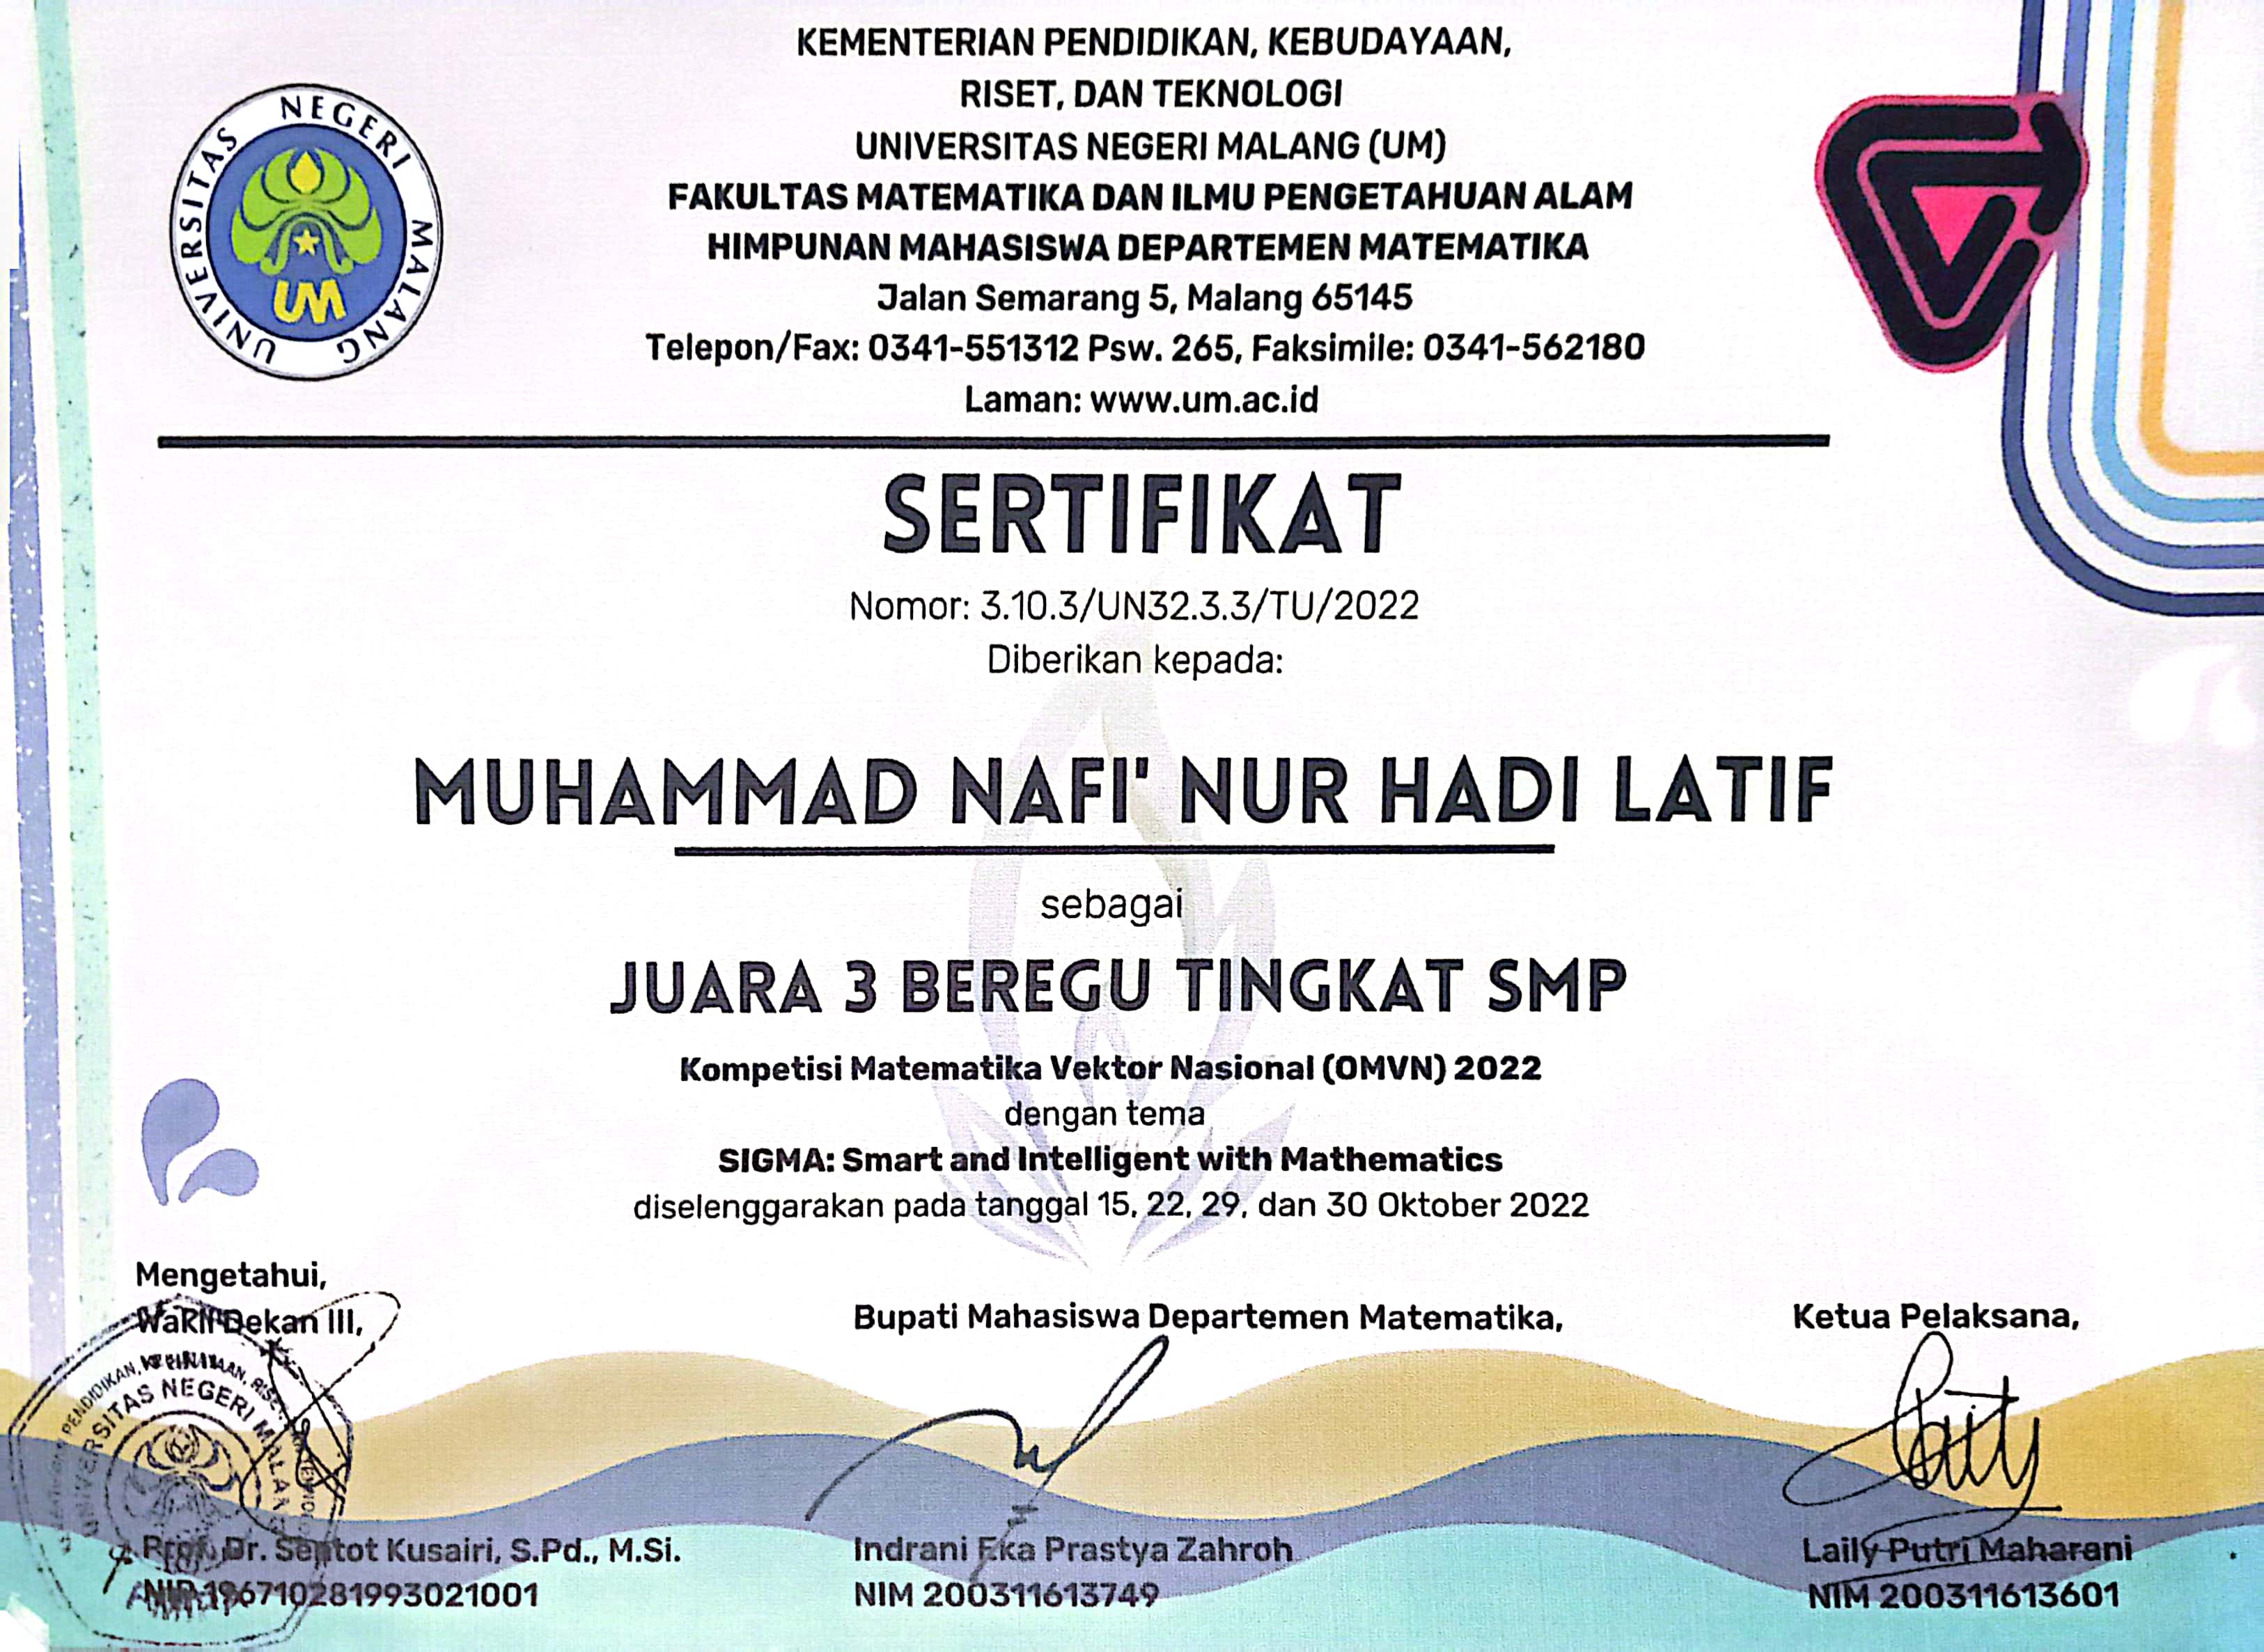 KEMENTERIAN PENDIDIKAN, KEBUDAYAAN,
RISET, DAN TEKNOLOGI
UNIVERSITAS NEGERI MALANG (UM)
FAKULTAS MATEMATIKA DAN ILMU PENGETAHUAN ALAM
HIMPUNAN MAHASISWA DEPARTEMEN MATEMATIKA
Jalan Semarang 5, Malang 65145
Telepon/Fax: 0341-551312 Psw. 265, Faksimile: 0341-562180
Laman: www.um.ac.id
UNIVERSITAS NEGERI MALANG
UM
SERTIFIKAT
Nomor: 3.10.3/UN32.3.3/TU/2022
Diberikan kepada:
MUHAMMAD NAFI' NUR HADI LATIF
sebagai
JUARA 3 BEREGU TINGKAT SMP
Kompetisi Matematika Vektor Nasional (OMVN) 2022
dengan tema
SIGMA: Smart and Intelligent with Mathematics
diselenggarakan pada tanggal 15, 22, 29, dan 30 Oktober 2022
Mengetahui,
Wakil Dekan III,
Bupati Mahasiswa Departemen Matematika,
Ketua Pelaksana,
PENDIDIKAN, KEBUDAYAAN, RISET,
UNIVERSITAS NEGERI MALANG
Prof. Dr. Sentot Kusairi, S.Pd., M.Si.
NIP 196710281993021001
Indrani Eka Prastya Zahroh
NIM 200311613749
Laily Putri Maharani
NIM 200311613601